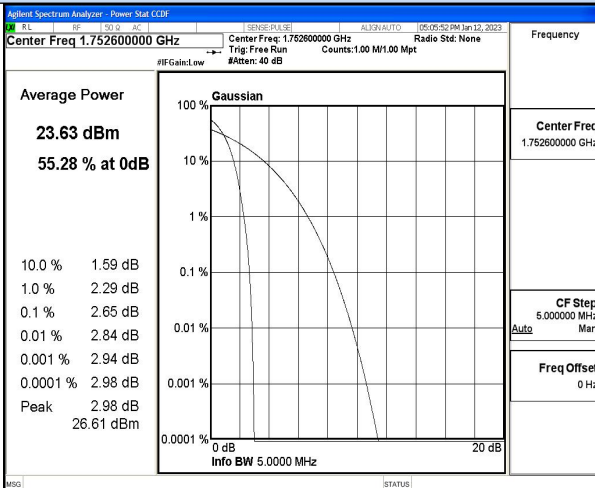 Agilent Spectrum Analyzer - Power Stat CCDF
RL RF 50 Ω AC SENSE:PULSE ALIGN AUTO 05:05:52 PM Jan 12, 2023
Center Freq 1.752600000 GHz
Center Freq: 1.752600000 GHz Radio Std: None
Trig: Free Run Counts:1.00 M/1.00 Mpt
#IFGain:Low #Atten: 40 dB
Frequency
Average Power
23.63 dBm
55.28 % at 0dB
10.0 % 1.59 dB
1.0 % 2.29 dB
0.1 % 2.65 dB
0.01 % 2.84 dB
0.001 % 2.94 dB
0.0001 % 2.98 dB
Peak 2.98 dB
26.61 dBm
Gaussian
100 %
10 %
1 %
0.1 %
0.01 %
0.001 %
0.0001 %
0 dB 20 dB
Info BW 5.0000 MHz
Center Freq
1.752600000 GHz
CF Step
5.000000 MHz
Auto Man
Freq Offset
0 Hz
MSG STATUS